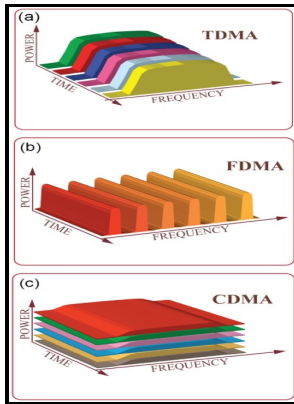 (a)
TDMA
POWER
TIME
FREQUENCY
(b)
FDMA
POWER
TIME
FREQUENCY
(c)
CDMA
POWER
TIME
FREQUENCY